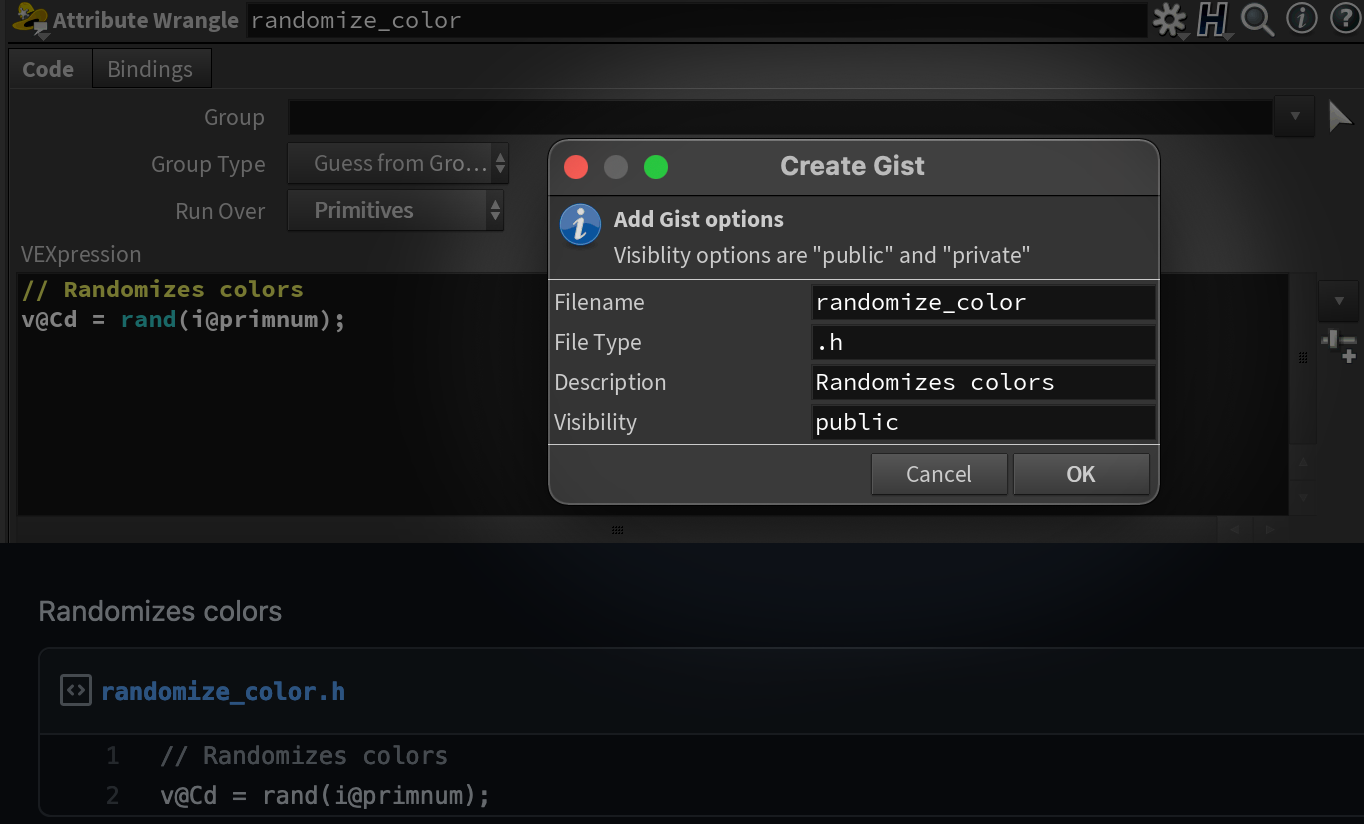 Attribute Wrangle randomize_color
Code Bindings
Group
Group Type Guess from Gro...
Run Over Primitives
VEXpression
// Randomizes colors
v@Cd = rand(i@primnum);
Create Gist
Add Gist options
Visiblity options are "public" and "private"
Filename randomize_color
File Type .h
Description Randomizes colors
Visibility public
Cancel OK
Randomizes colors
randomize_color.h
1 // Randomizes colors
2 v@Cd = rand(i@primnum);